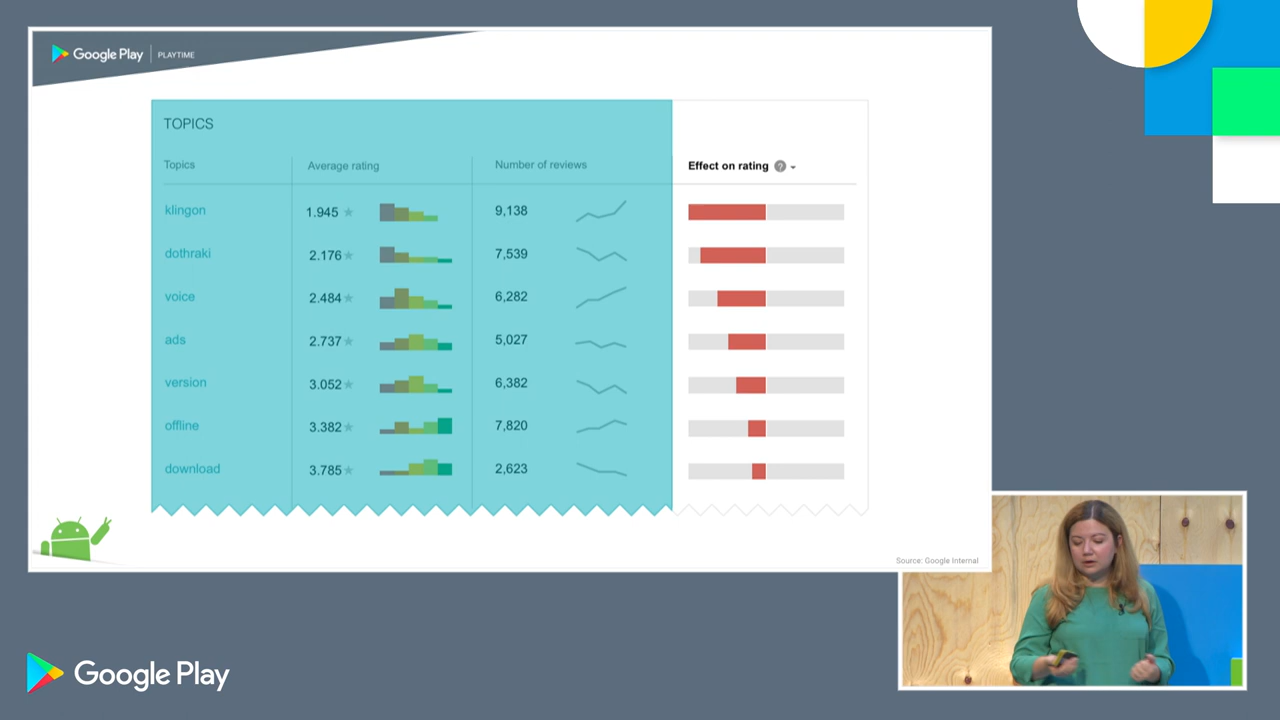 Google Play | PLAYTIME
TOPICS
Topics Average rating Number of reviews Effect on rating ?
klingon 1.945 ★ 9,138
dothraki 2.176 ★ 7,539
voice 2.484 ★ 6,282
ads 2.737 ★ 5,027
version 3.052 ★ 6,382
offline 3.382 ★ 7,820
download 3.785 ★ 2,623
Source: Google Internal
Google Play